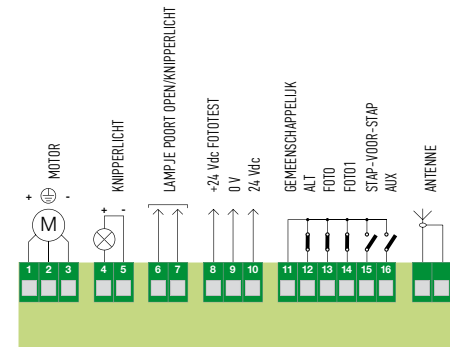 MOTOR
KNIPPERLICHT
LAMPJE POORT OPEN/KNIPPERLICHT
+24 Vdc FOTOTEST
0 V
24 Vdc
GEMEENSCHAPPELIJK
ALT
FOTO
FOTO1
STAP-VOOR-STAP
AUX
ANTENNE
+ -
M
+ -
1 2 3 4 5 6 7 8 9 10 11 12 13 14 15 16